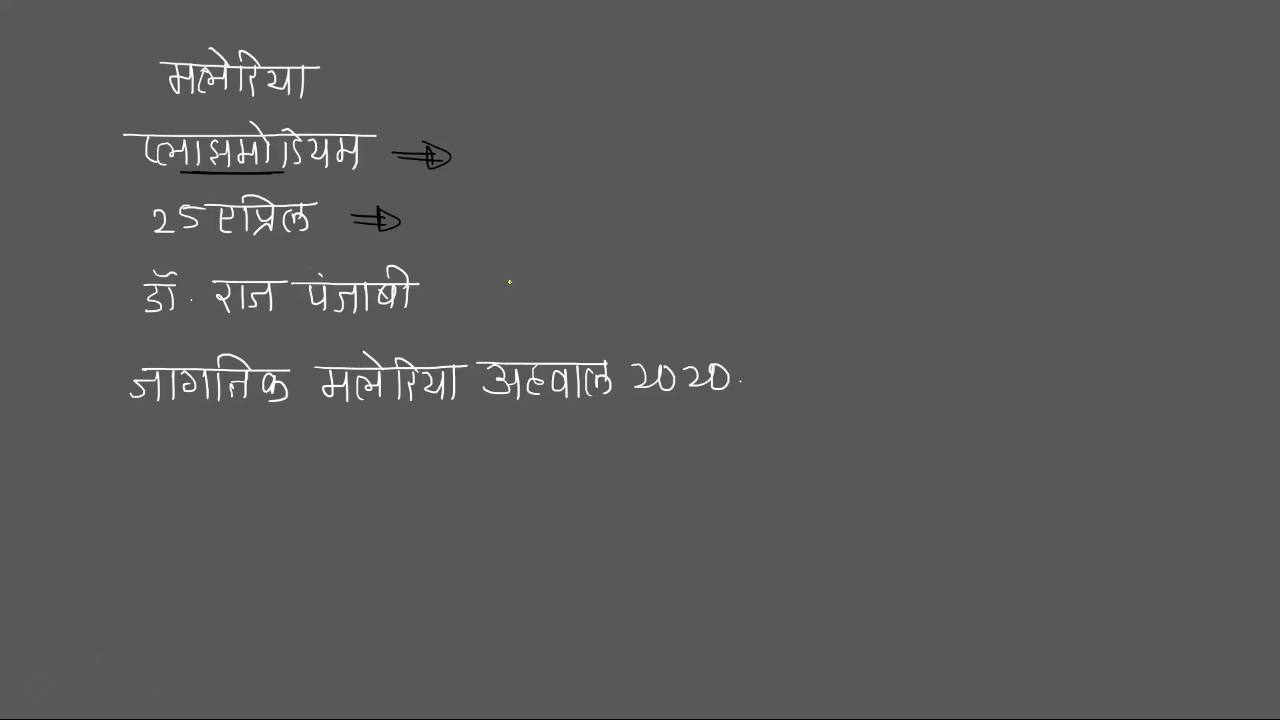 मलेरिया
प्लाझमोडियम ⇒
25 एप्रिल ⇒
डॉ. राज पंजाबी
जागतिक मलेरिया अहवाल 2020.